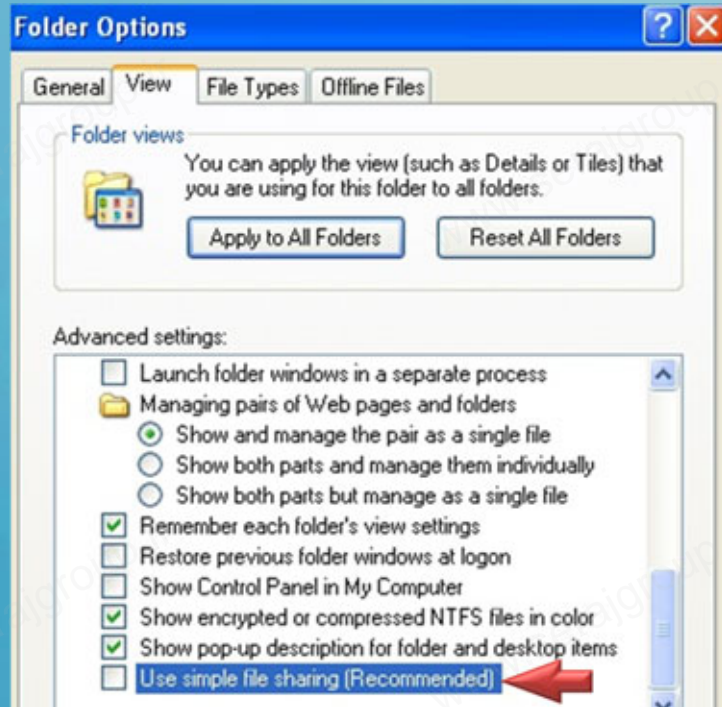 Folder Options
General View File Types Offline Files
Folder views
You can apply the view (such as Details or Tiles) that
you are using for this folder to all folders.
Apply to All Folders Reset All Folders
Advanced settings:
Launch folder windows in a separate process
Managing pairs of Web pages and folders
Show and manage the pair as a single file
Show both parts and manage them individually
Show both parts but manage as a single file
Remember each folder's view settings
Restore previous folder windows at logon
Show Control Panel in My Computer
Show encrypted or compressed NTFS files in color
Show pop-up description for folder and desktop items
Use simple file sharing (Recommended)